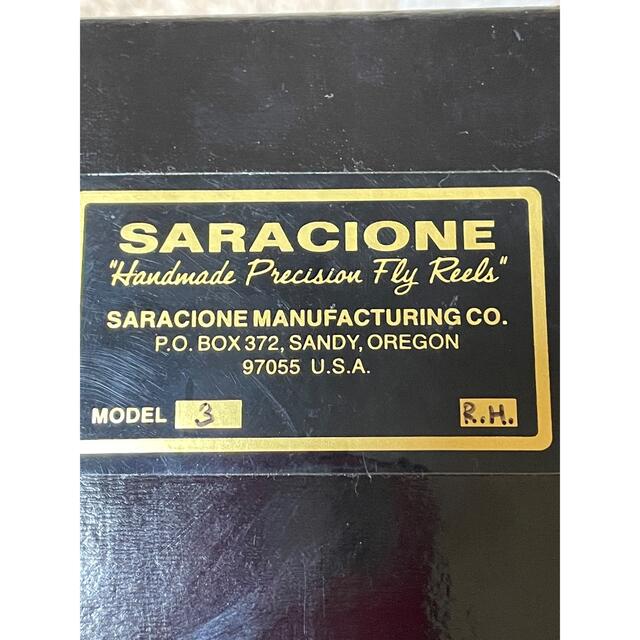 SARACIONE
"Handmade Precision Fly Reels"
SARACIONE MANUFACTURING CO.
P.O. BOX 372, SANDY, OREGON
97055 U.S.A.
MODEL 3 R.H.